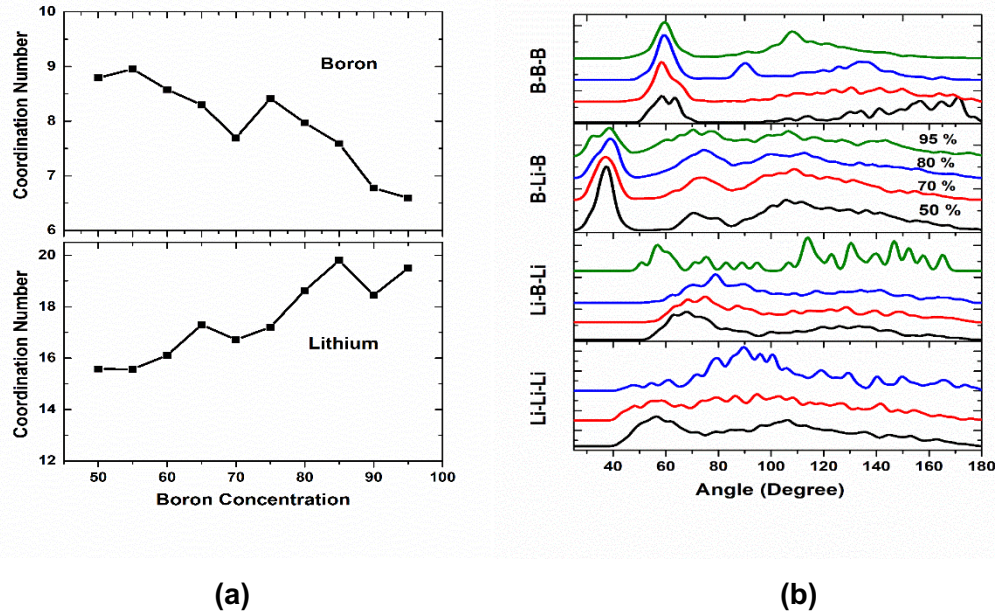 10
9
8
7
6
Coordination Number
Boron
20
18
16
14
12
Coordination Number
Lithium
50 60 70 80 90 100
Boron Concentration
(a)
B-B-B
B-Li-B
95 %
80 %
70 %
50 %
Li-B-Li
Li-Li-Li
40 60 80 100 120 140 160 180
Angle (Degree)
(b)